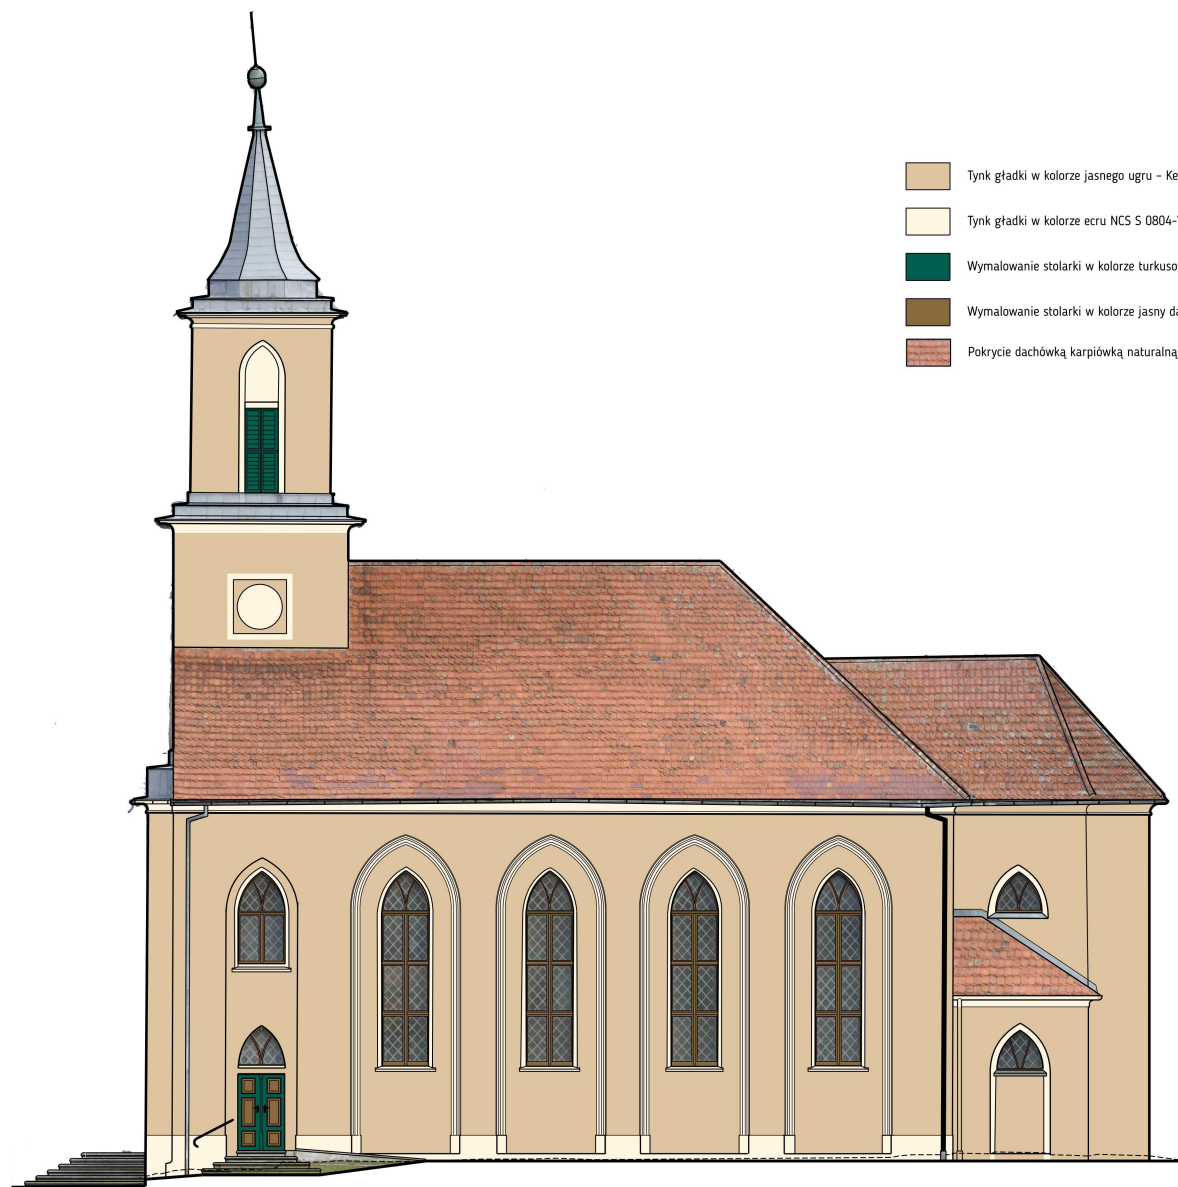 Tynk gładki w kolorze jasnego ugru - Ke
Tynk gładki w kolorze ecru NCS S 0804-Y
Wymalowanie stolarki w kolorze turkuso
Wymalowanie stolarki w kolorze jasny dą
Pokrycie dachówką karpiówką naturalną